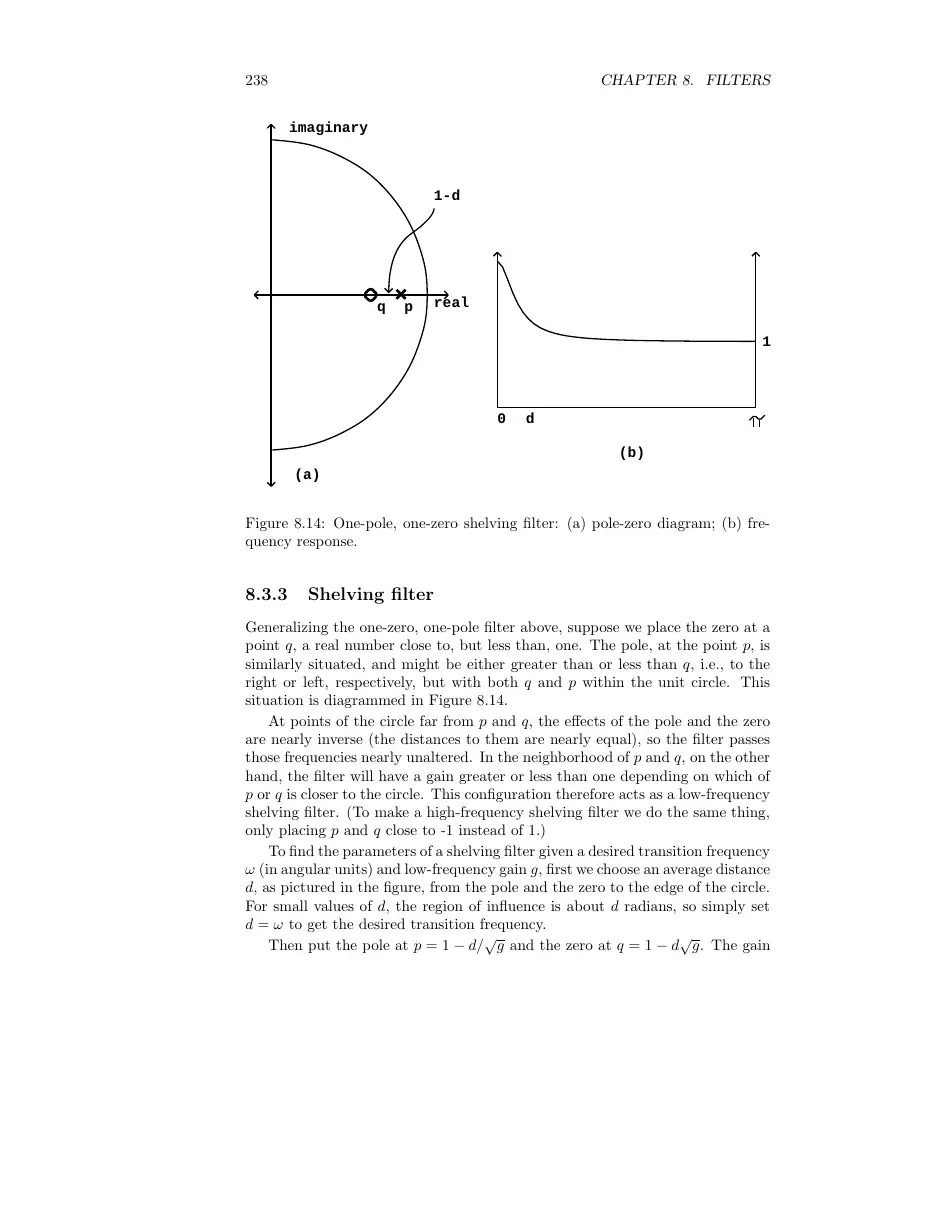 238 CHAPTER 8. FILTERS
imaginary
1-d
q p real
1
0 d π
(b)
(a)
Figure 8.14: One-pole, one-zero shelving filter: (a) pole-zero diagram; (b) fre-
quency response.
8.3.3 Shelving filter
Generalizing the one-zero, one-pole filter above, suppose we place the zero at a
point q, a real number close to, but less than, one. The pole, at the point p, is
similarly situated, and might be either greater than or less than q, i.e., to the
right or left, respectively, but with both q and p within the unit circle. This
situation is diagrammed in Figure 8.14.
At points of the circle far from p and q, the effects of the pole and the zero
are nearly inverse (the distances to them are nearly equal), so the filter passes
those frequencies nearly unaltered. In the neighborhood of p and q, on the other
hand, the filter will have a gain greater or less than one depending on which of
p or q is closer to the circle. This configuration therefore acts as a low-frequency
shelving filter. (To make a high-frequency shelving filter we do the same thing,
only placing p and q close to -1 instead of 1.)
To find the parameters of a shelving filter given a desired transition frequency
ω (in angular units) and low-frequency gain g, first we choose an average distance
d, as pictured in the figure, from the pole and the zero to the edge of the circle.
For small values of d, the region of influence is about d radians, so simply set
d = ω to get the desired transition frequency.
Then put the pole at p = 1 − d/√g and the zero at q = 1 − d√g. The gain